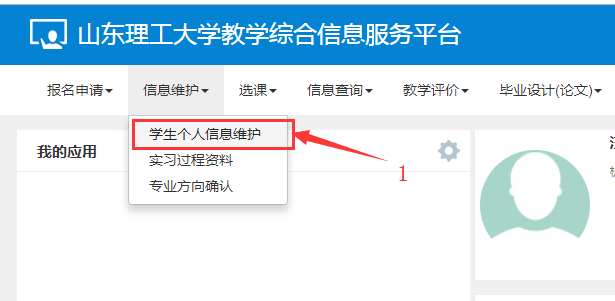 山东理工大学教学综合信息服务平台
报名申请 信息维护 选课 信息查询 教学评价 毕业设计(论文)
学生个人信息维护
我的应用
实习过程资料
专业方向确认
1